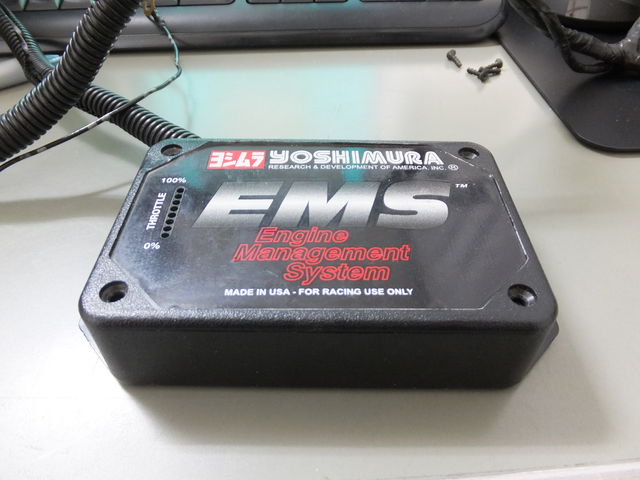 ヨシムラ YOSHIMURA
RESEARCH & DEVELOPMENT OF AMERICA, INC. ®
EMS™
100%
THROTTLE
0%
Engine
Management
System
MADE IN USA - FOR RACING USE ONLY